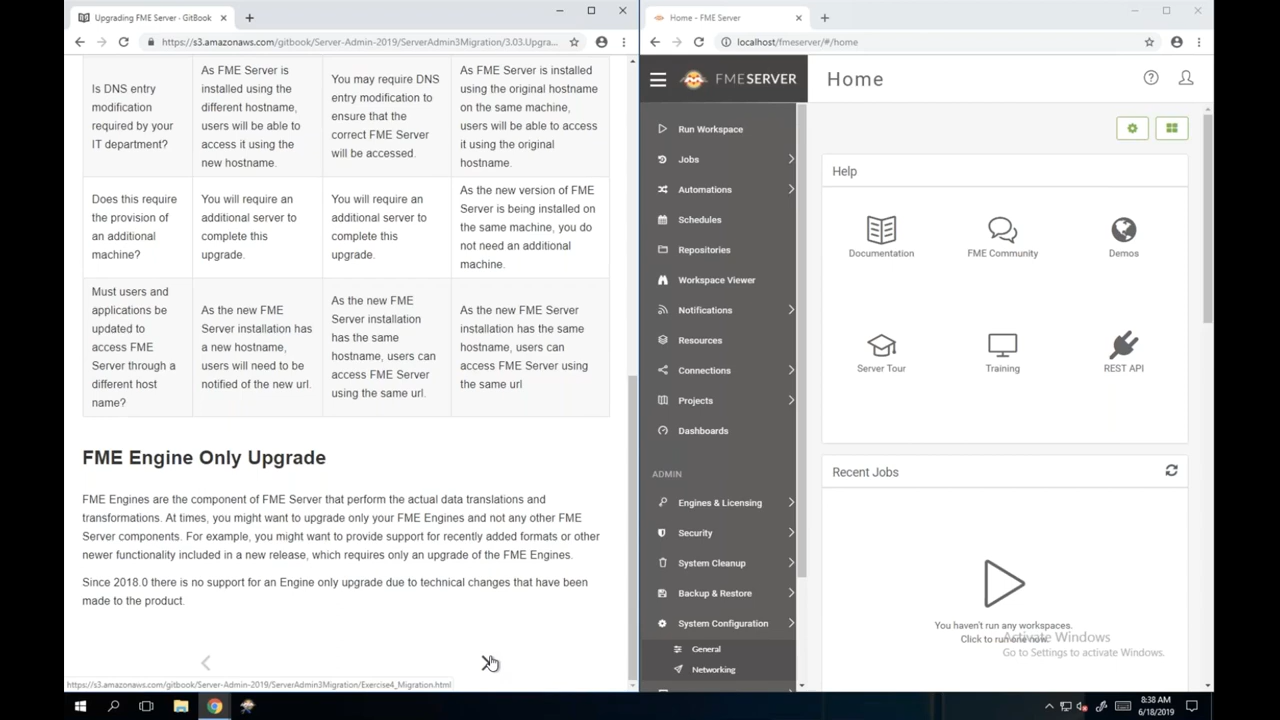 Upgrading FME Server - GitBook
https://s3.amazonaws.com/gitbook/Server-Admin-2019/ServerAdmin3Migration/3.03.Upgra...
Is DNS entry
modification
required by your
IT department?
As FME Server is
installed using the
different hostname,
users will be able to
access it using the
new hostname.
You may require DNS
entry modification to
ensure that the
correct FME Server
will be accessed.
As FME Server is installed
using the original hostname
on the same machine,
users will be able to access
it using the original
hostname.
Does this require
the provision of
an additional
machine?
You will require an
additional server to
complete this
upgrade.
You will require an
additional server to
complete this
upgrade.
As the new version of FME
Server is being installed on
the same machine, you do
not need an additional
machine.
Must users and
applications be
updated to
access FME
Server through a
different host
name?
As the new FME
Server installation has
a new hostname,
users will need to be
notified of the new url.
As the new FME
Server installation
has the same
hostname, users can
access FME Server
using the same url.
As the new FME Server
installation has the same
hostname, users can
access FME Server using
the same url
FME Engine Only Upgrade
FME Engines are the component of FME Server that perform the actual data translations and
transformations. At times, you might want to upgrade only your FME Engines and not any other FME
Server components. For example, you might want to provide support for recently added formats or other
newer functionality included in a new release, which requires only an upgrade of the FME Engines.
Since 2018.0 there is no support for an Engine only upgrade due to technical changes that have been
made to the product.
https://s3.amazonaws.com/gitbook/Server-Admin-2019/ServerAdmin3Migration/Exercise4_Migration.html
Home - FME Server
localhost/fmeserver/#/home
FMESERVER
Home
Run Workspace
Jobs
Automations
Schedules
Repositories
Workspace Viewer
Notifications
Resources
Connections
Projects
Dashboards
ADMIN
Engines & Licensing
Security
System Cleanup
Backup & Restore
System Configuration
General
Networking
Help
Documentation
FME Community
Demos
Server Tour
Training
REST API
Recent Jobs
You haven't run any workspaces.
Click to run one now.
Activate Windows
Go to Settings to activate Windows.
8:38 AM
6/18/2019